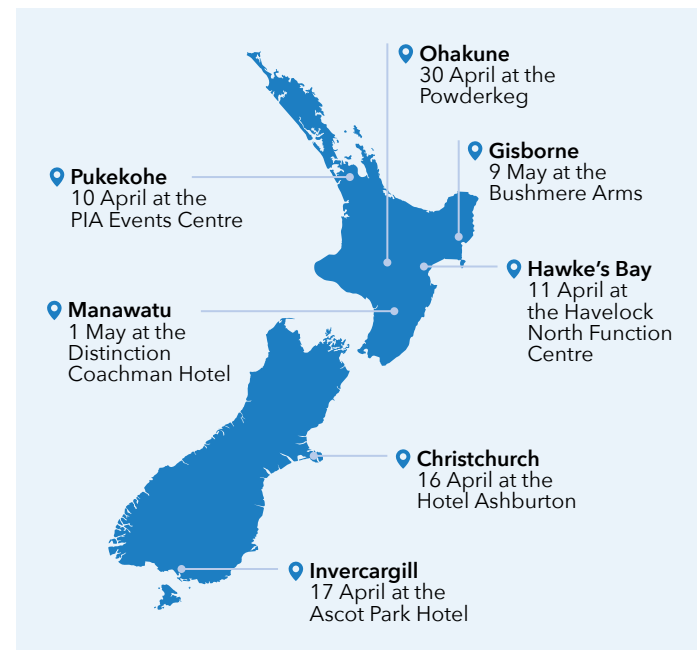 Ohakune
30 April at the
Powderkeg
Gisborne
9 May at the
Bushmere Arms
Pukekohe
10 April at the
PIA Events Centre
Hawke's Bay
11 April at
the Havelock
North Function
Centre
Manawatu
1 May at the
Distinction
Coachman Hotel
Christchurch
16 April at the
Hotel Ashburton
Invercargill
17 April at the
Ascot Park Hotel